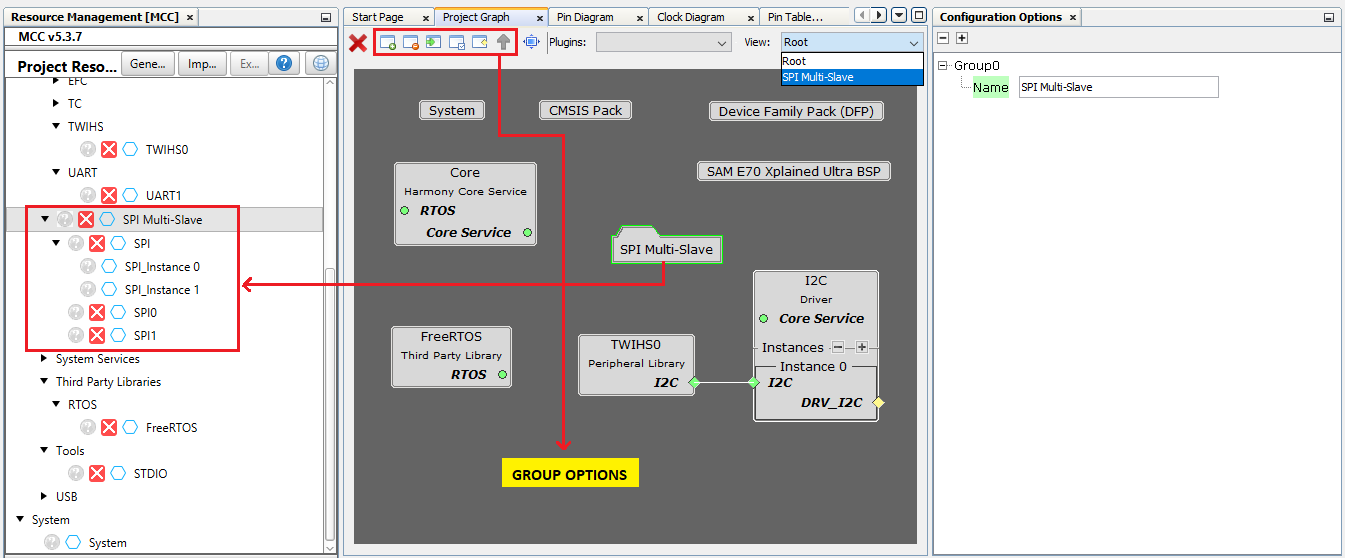 Resource Management [MCC] ×
MCC v5.3.7
Project Reso...
Gene...
Imp...
Ex...
?
EFC
TC
TWIHS
TWIHS0
UART
UART1
SPI Multi-Slave
SPI
SPI_Instance 0
SPI_Instance 1
SPI0
SPI1
System Services
Third Party Libraries
RTOS
FreeRTOS
Tools
STDIO
USB
System
System
Start Page × Project Graph × Pin Diagram × Clock Diagram × Pin Table...
Plugins:
View: Root
Root
SPI Multi-Slave
System
CMSIS Pack
Device Family Pack (DFP)
SAM E70 Xplained Ultra BSP
Core
Harmony Core Service
RTOS
Core Service
SPI Multi-Slave
FreeRTOS
Third Party Library
RTOS
TWIHS0
Peripheral Library
I2C
I2C
Driver
Core Service
Instances
Instance 0
I2C
DRV_I2C
GROUP OPTIONS
Configuration Options ×
Group0
Name SPI Multi-Slave